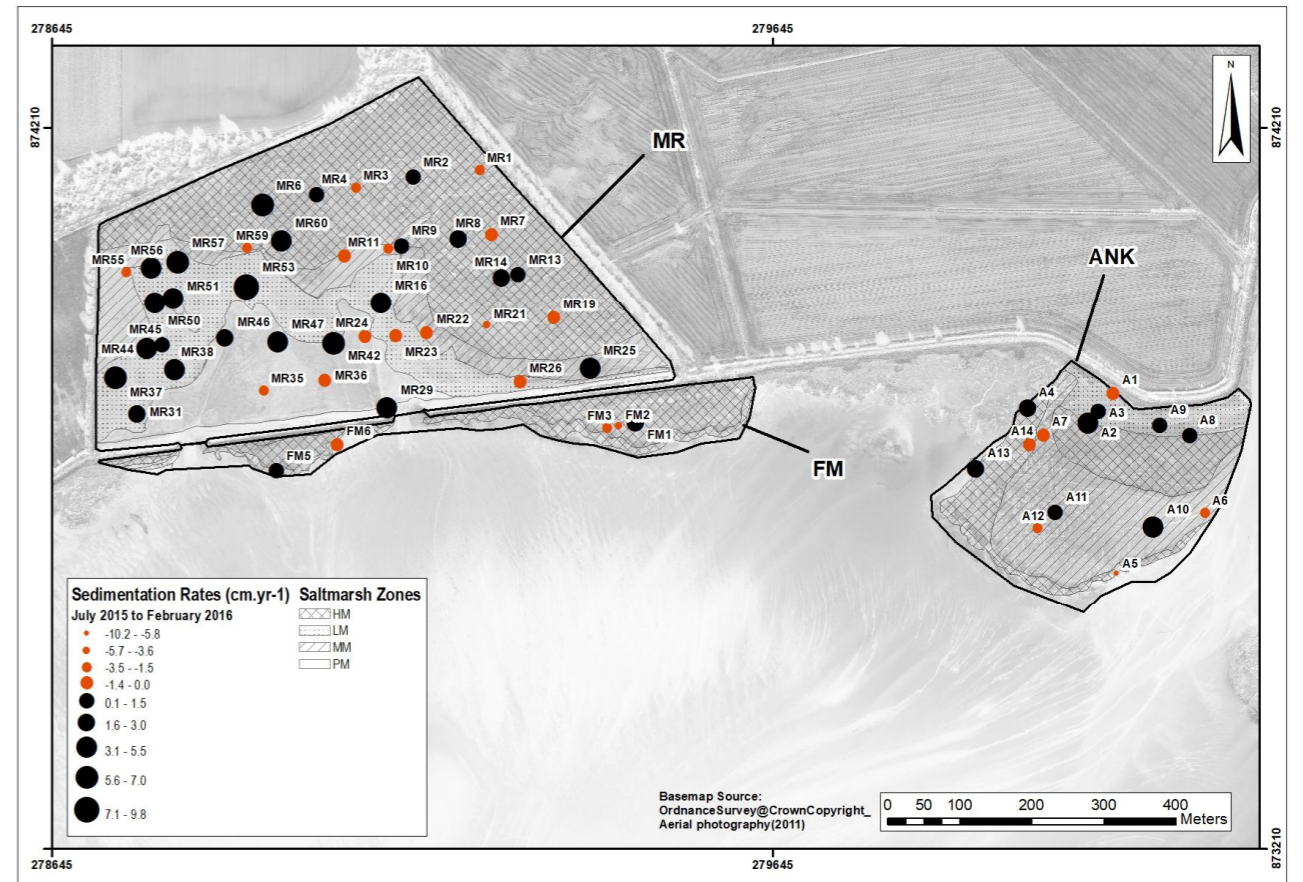 278645
279645
874210
874210
N
MR
MR1
MR2
MR3
MR4
MR6
MR60
MR7
MR8
MR9
MR59
MR11
MR10
MR57
MR56
MR55
MR53
MR14
MR13
MR51
MR50
MR16
MR19
MR21
MR22
MR23
MR24
MR45
MR46
MR47
MR42
MR44
MR38
MR25
MR26
MR36
MR35
MR37
MR29
MR31
FM3
FM2
FM1
FM6
FM5
FM
ANK
A1
A4
A3
A9
A8
A7
A2
A14
A13
A11
A6
A12
A10
A5
Sedimentation Rates (cm.yr-1)
July 2015 to February 2016
-10.2 - -5.8
-5.7 - -3.6
-3.5 - -1.5
-1.4 - 0.0
0.1 - 1.5
1.6 - 3.0
3.1 - 5.5
5.6 - 7.0
7.1 - 9.8
Saltmarsh Zones
HM
LM
MM
PM
Basemap Source:
OrdnanceSurvey@CrownCopyright_
Aerial photography(2011)
0 50 100 200 300 400
Meters
278645
279645
873210
873210